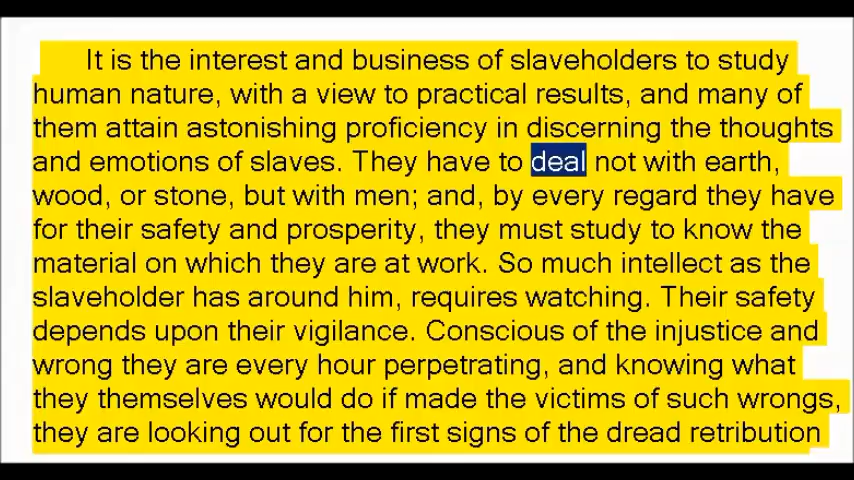 It is the interest and business of slaveholders to study
human nature, with a view to practical results, and many of
them attain astonishing proficiency in discerning the thoughts
and emotions of slaves. They have to deal not with earth,
wood, or stone, but with men; and, by every regard they have
for their safety and prosperity, they must study to know the
material on which they are at work. So much intellect as the
slaveholder has around him, requires watching. Their safety
depends upon their vigilance. Conscious of the injustice and
wrong they are every hour perpetrating, and knowing what
they themselves would do if made the victims of such wrongs,
they are looking out for the first signs of the dread retribution